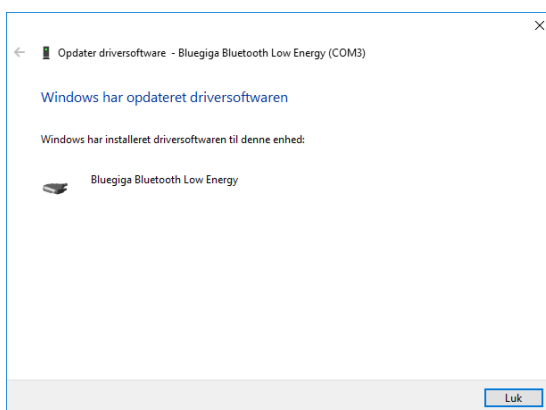 Opdater driversoftware - Bluegiga Bluetooth Low Energy (COM3)
Windows har opdateret driversoftwaren
Windows har installeret driversoftwaren til denne enhed:
Bluegiga Bluetooth Low Energy
Luk